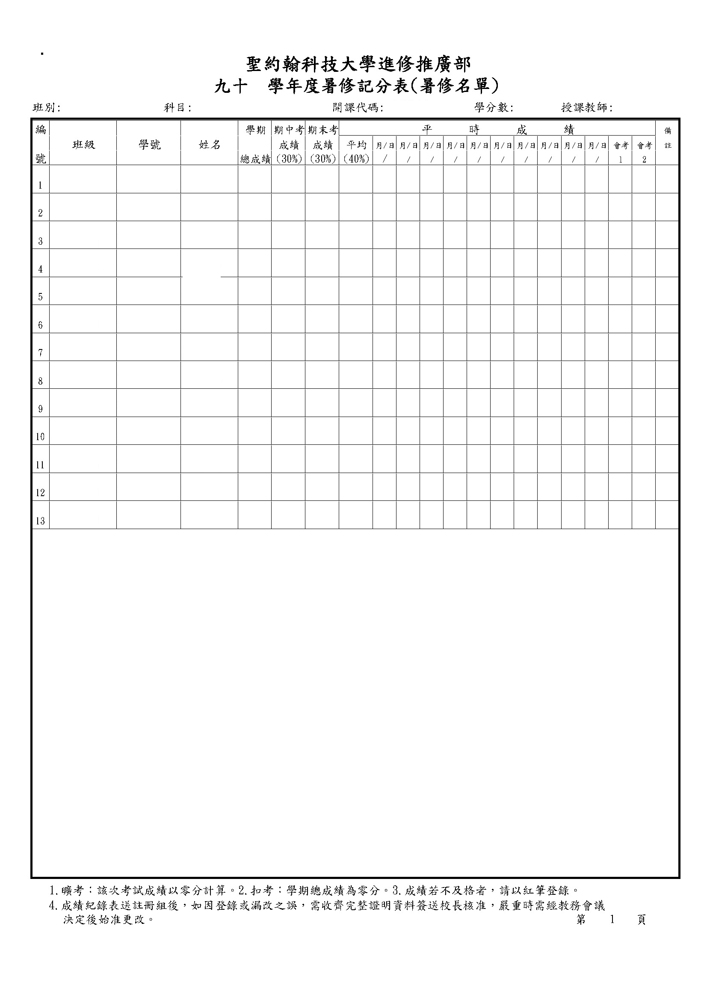 聖約翰科技大學進修推廣部
九十　學年度暑修記分表(暑修名單)
班別:　科目:　開課代碼:　學分數:　授課教師:
編 學期 期中考 期末考 平 時 成 績 備
班級 學號 姓名 成績 成績 平均 月/日 月/日 月/日 月/日 月/日 月/日 月/日 月/日 月/日 月/日 會考 會考 註
號 總成績 (30%) (30%) (40%) / / / / / / / / / / 1 2
1
2
3
4
5
6
7
8
9
10
11
12
13
1.曠考：該次考試成績以零分計算。2.扣考：學期總成績為零分。3.成績若不及格者，請以紅筆登錄。
4.成績紀錄表送註冊組後，如因登錄或漏改之誤，需收齊完整證明資料簽送校長核准，嚴重時需經教務會議
決定後始准更改。 第 1 頁